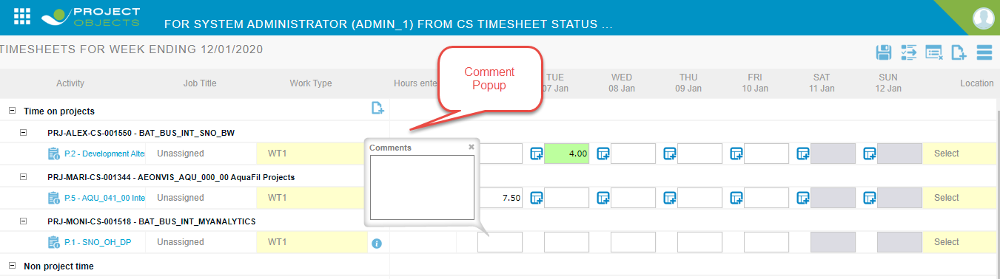 PROJECT
OBJECTS
FOR SYSTEM ADMINISTRATOR (ADMIN_1) FROM CS TIMESHEET STATUS ...
TIMESHEETS FOR WEEK ENDING 12/01/2020
Comment
Popup
Activity Job Title Work Type Hours ente TUE WED THU FRI SAT SUN Location
07 Jan 08 Jan 09 Jan 10 Jan 11 Jan 12 Jan
Time on projects
PRJ-ALEX-CS-001550 - BAT_BUS_INT_SNO_BW
Comments
P.2 - Development Alte Unassigned WT1 4.00 Select
PRJ-MARI-CS-001344 - AEONVIS_AQU_000_00 AquaFil Projects
P.5 - AQU_041_00 Inte Unassigned WT1 7.50 Select
PRJ-MONI-CS-001518 - BAT_BUS_INT_MYANALYTICS
P.1 - SNO_OH_DP Unassigned WT1 Select
Non project time